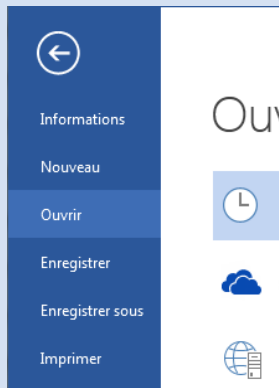 Informations
Nouveau
Ouvrir
Enregistrer
Enregistrer sous
Imprimer
Ouv